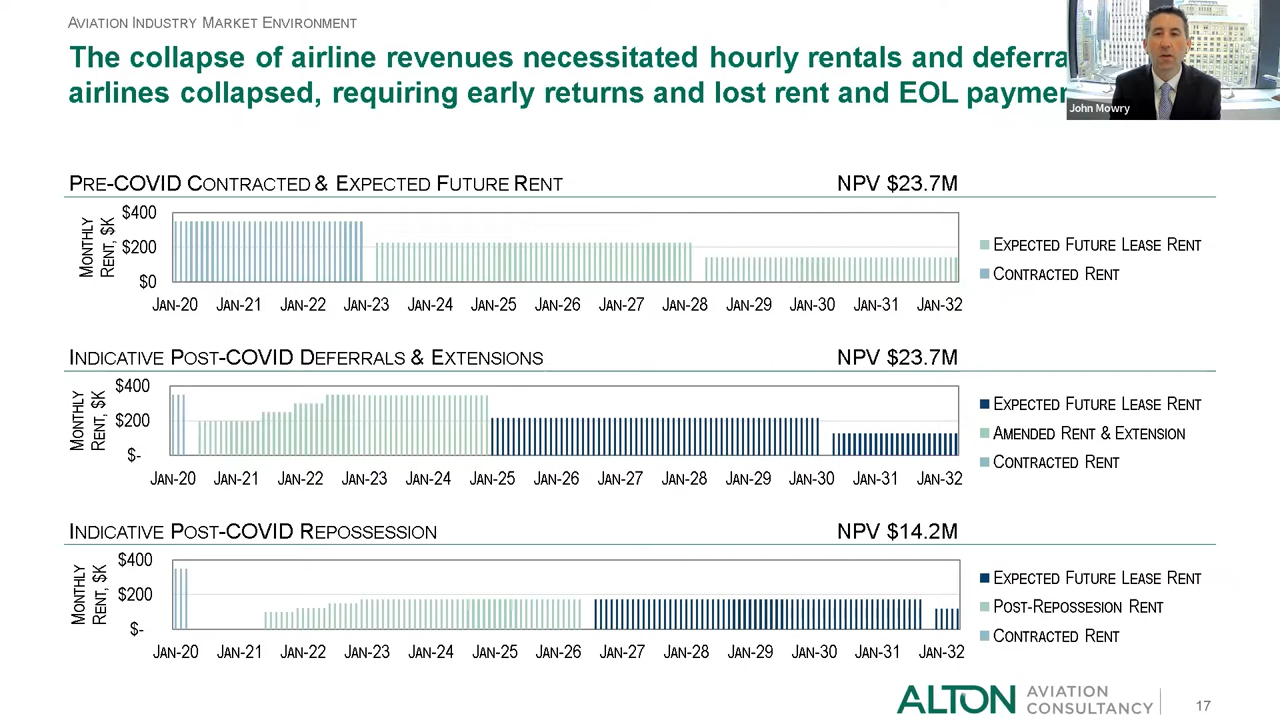 AVIATION INDUSTRY MARKET ENVIRONMENT
The collapse of airline revenues necessitated hourly rentals and
airlines collapsed, requiring early returns and lost rent and EOL
John Mowry
PRE-COVID CONTRACTED & EXPECTED FUTURE RENT NPV $23.7M
MONTHLY RENT, $K
$400
$200
$0
JAN-20 JAN-21 JAN-22 JAN-23 JAN-24 JAN-25 JAN-26 JAN-27 JAN-28 JAN-29 JAN-30 JAN-31 JAN-32
EXPECTED FUTURE LEASE RENT
CONTRACTED RENT
INDICATIVE POST-COVID DEFERRALS & EXTENSIONS NPV $23.7M
MONTHLY RENT, $K
$400
$200
$-
JAN-20 JAN-21 JAN-22 JAN-23 JAN-24 JAN-25 JAN-26 JAN-27 JAN-28 JAN-29 JAN-30 JAN-31 JAN-32
EXPECTED FUTURE LEASE RENT
AMENDED RENT & EXTENSION
CONTRACTED RENT
INDICATIVE POST-COVID REPOSSESSION NPV $14.2M
MONTHLY RENT, $K
$400
$200
$-
JAN-20 JAN-21 JAN-22 JAN-23 JAN-24 JAN-25 JAN-26 JAN-27 JAN-28 JAN-29 JAN-30 JAN-31 JAN-32
EXPECTED FUTURE LEASE RENT
POST-REPOSSESION RENT
CONTRACTED RENT
ALTON AVIATION
CONSULTANCY
17